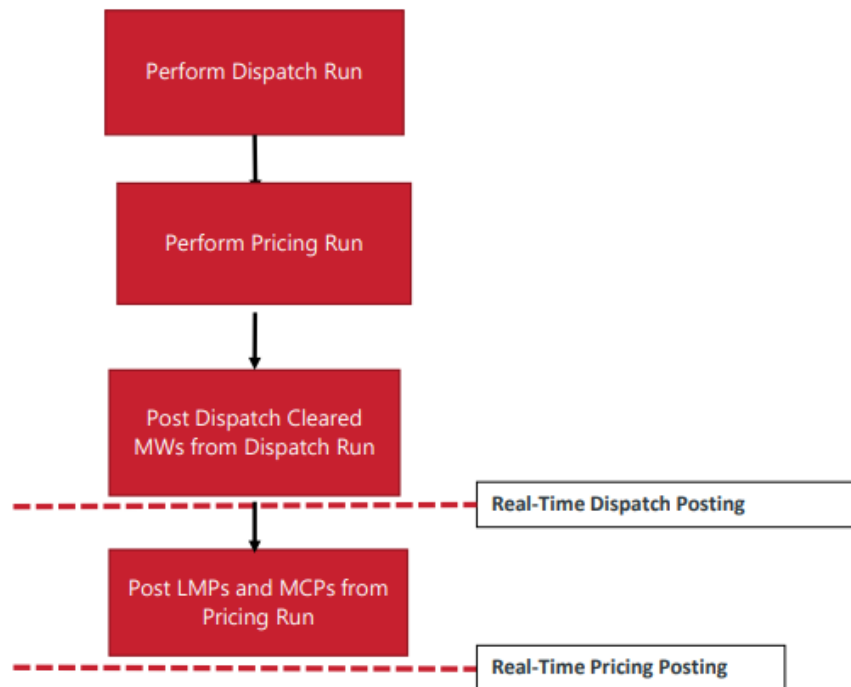 Perform Dispatch Run
Perform Pricing Run
Post Dispatch Cleared
MWs from Dispatch Run
Real-Time Dispatch Posting
Post LMPs and MCPs from
Pricing Run
Real-Time Pricing Posting